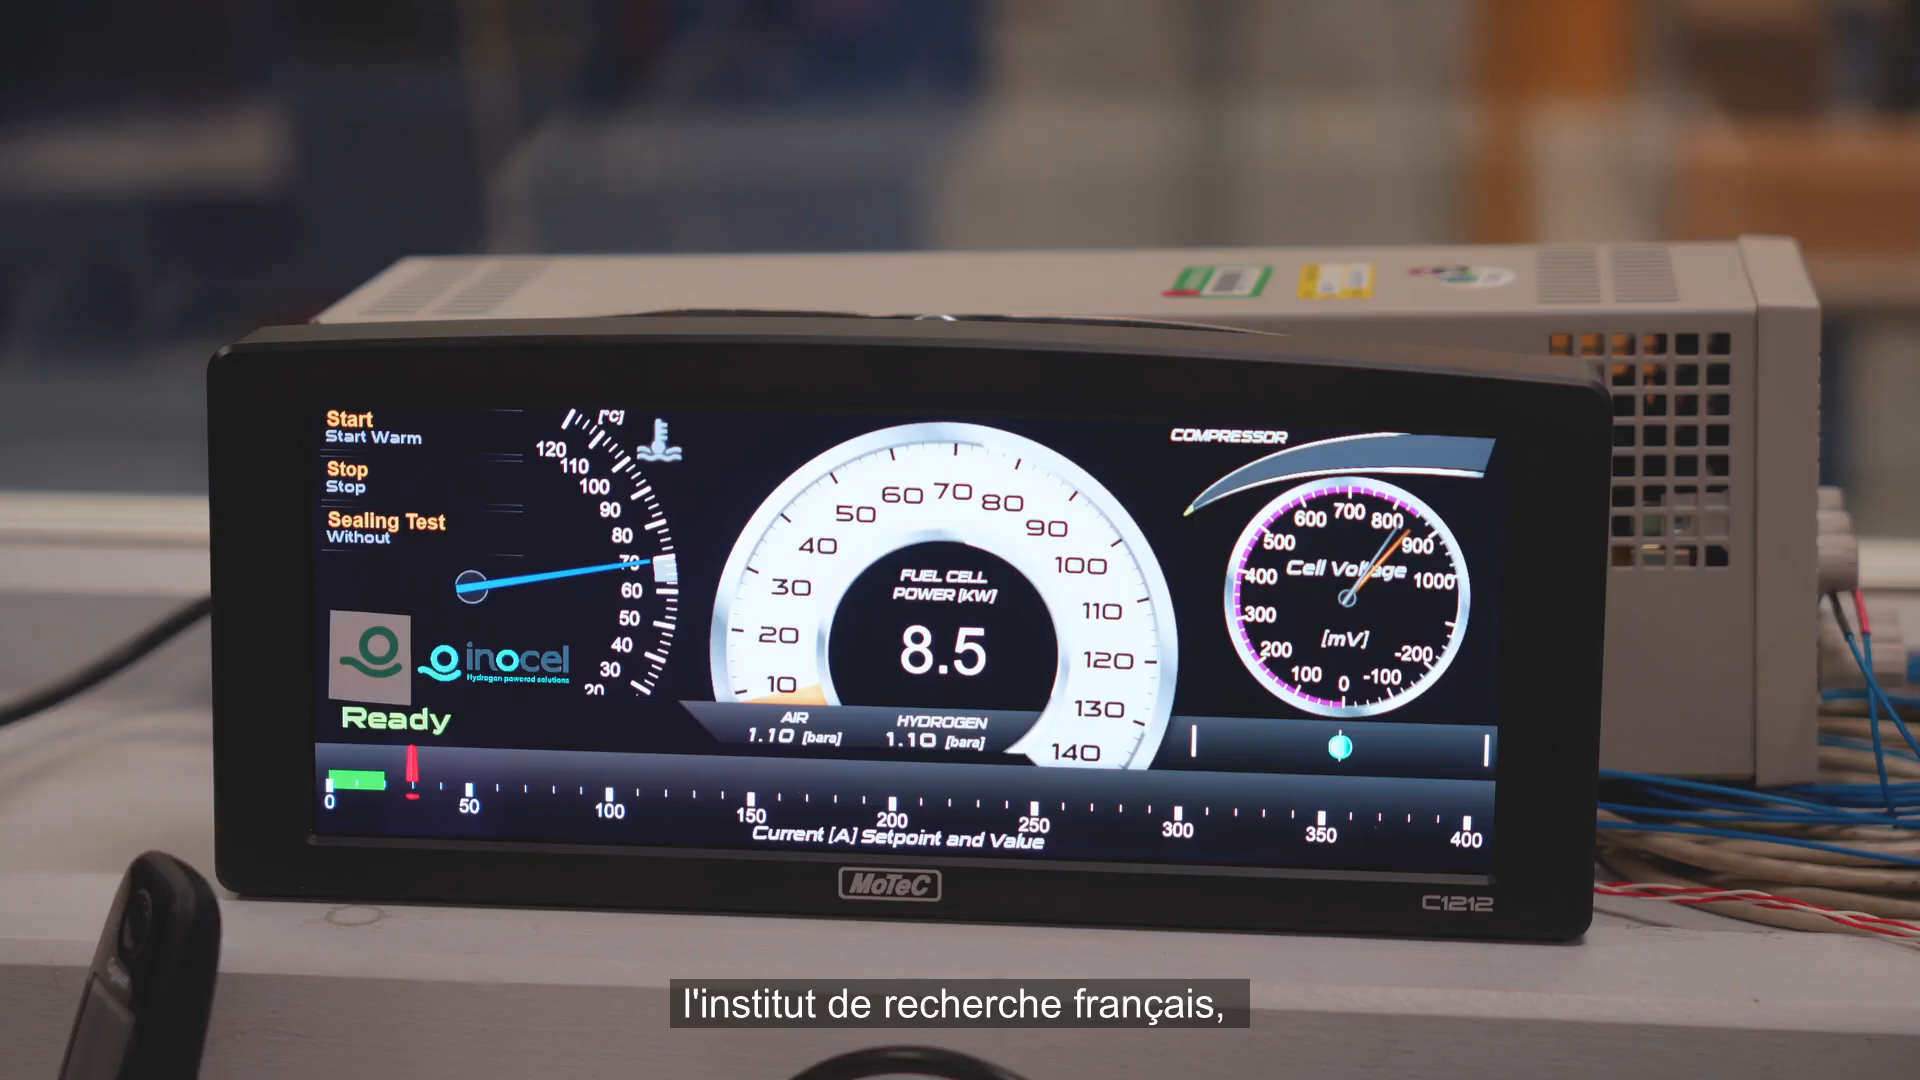 Start
Start Warm
Stop
Stop
Sealing Test
Without
[°C]
120
110
100
90
80
70
60
50
40
30
20
inocel
Hydrogen powered solutions
Ready
10
20
30
40
50
60
70
80
90
100
110
120
130
140
FUEL CELL
POWER [KW]
8.5
AIR
1.10 [bara]
HYDROGEN
1.10 [bara]
COMPRESSOR
Cell Voltage
[mV]
-200
-100
0
100
200
300
400
500
600
700
800
900
1000
0 50 100 150 200 250 300 350 400
Current [A] Setpoint and Value
MoTeC
C1212
l'institut de recherche français,